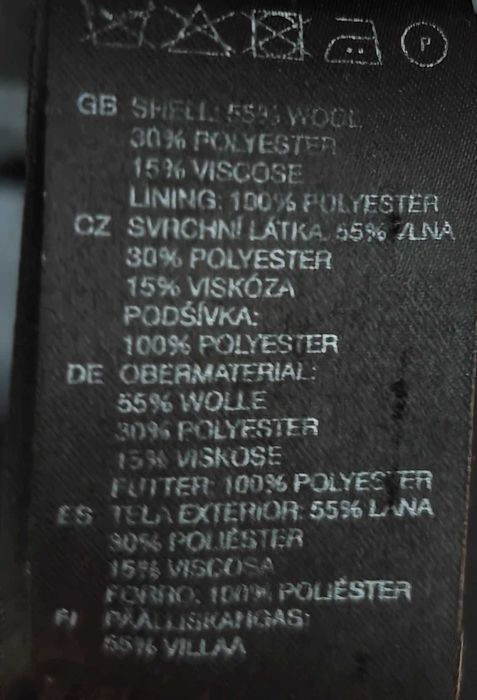 P
GB SHELL: 55% WOOL
30% POLYESTER
15% VISCOSE
LINING: 100% POLYESTER
CZ SVRCHNÍ LÁTKA: 55% VLNA
30% POLYESTER
15% VISKÓZA
PODŠÍVKA:
100% POLYESTER
DE OBERMATERIAL:
55% WOLLE
30% POLYESTER
15% VISKOSE
FUTTER: 100% POLYESTER
ES TELA EXTERIOR: 55% LANA
30% POLIÉSTER
15% VISCOSA
FORRO: 100% POLIÉSTER
FI PÄÄLLISKANGAS:
55% VILLAA